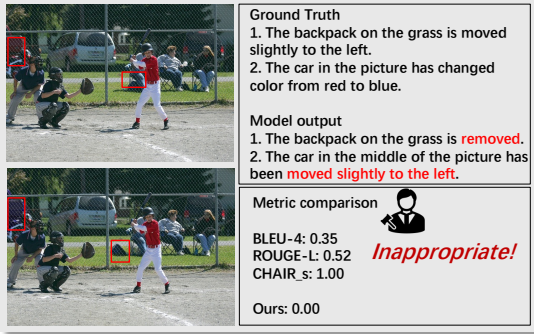 Ground Truth
1. The backpack on the grass is moved
slightly to the left.
2. The car in the picture has changed
color from red to blue.
Model output
1. The backpack on the grass is removed.
2. The car in the middle of the picture has
been moved slightly to the left.
Metric comparison
BLEU-4: 0.35
ROUGE-L: 0.52
CHAIR_s: 1.00
Inappropriate!
Ours: 0.00